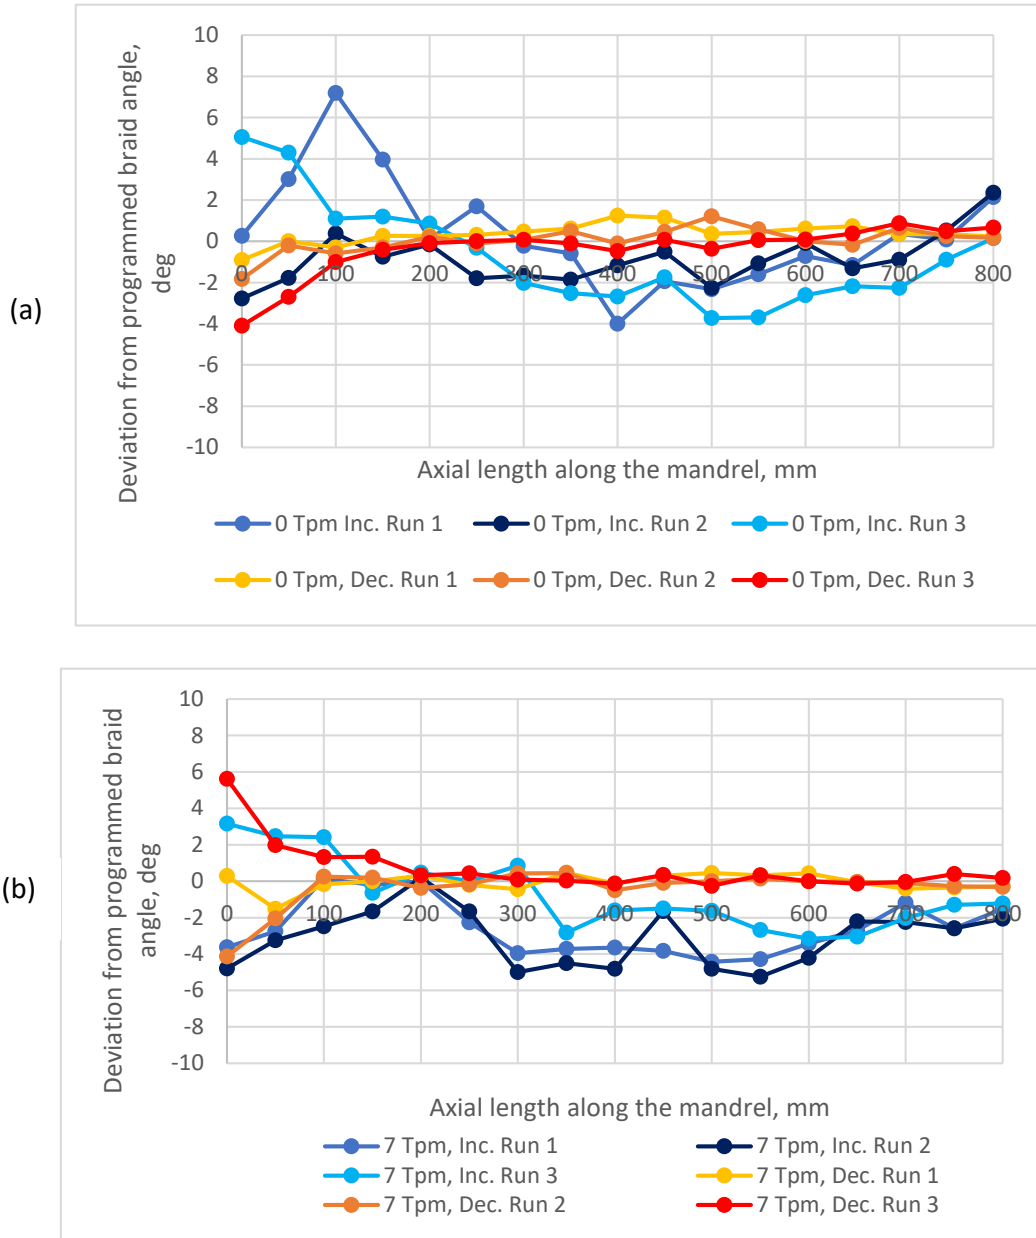 (a)
Deviation from programmed braid angle,
deg
10
8
6
4
2
0
-2
-4
-6
-8
-10
0 100 200 300 400 500 600 700 800
Axial length along the mandrel, mm
0 Tpm Inc. Run 1 0 Tpm, Inc. Run 2 0 Tpm, Inc. Run 3
0 Tpm, Dec. Run 1 0 Tpm, Dec. Run 2 0 Tpm, Dec. Run 3
(b)
Deviation from programmed braid
angle, deg
10
8
6
4
2
0
-2
-4
-6
-8
-10
0 100 200 300 400 500 600 700 800
Axial length along the mandrel, mm
7 Tpm, Inc. Run 1 7 Tpm, Inc. Run 2
7 Tpm, Inc. Run 3 7 Tpm, Dec. Run 1
7 Tpm, Dec. Run 2 7 Tpm, Dec. Run 3